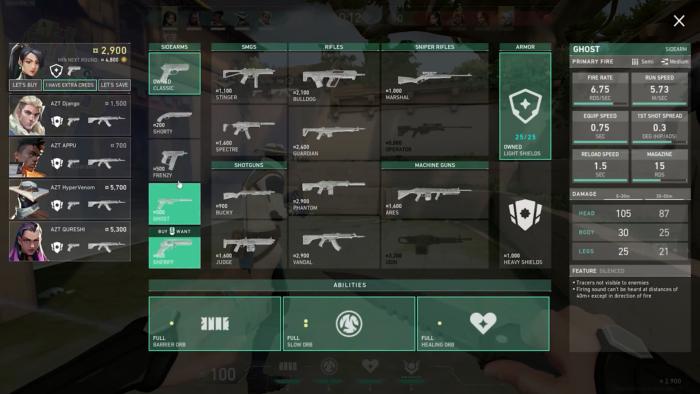 ¤ 2,900
MIN NEXT ROUND: ¤ 4,800
LET'S BUY
I HAVE EXTRA CREDS
LET'S SAVE
AZT Django
¤ 1,500
AZT APPU
¤ 700
AZT HyperVenom
¤ 5,700
AZT QURESHI
¤ 5,300
SIDEARMS
OWNED
CLASSIC
¤200
SHORTY
¤500
FRENZY
GHOST
BUY
WANT
SHERIFF
SMGS
¤1,100
STINGER
¤1,600
SPECTRE
SHOTGUNS
¤900
BUCKY
¤1,600
JUDGE
RIFLES
¤2,100
BULLDOG
¤2,400
GUARDIAN
¤2,900
PHANTOM
¤2,900
VANDAL
SNIPER RIFLES
¤1,000
MARSHAL
OPERATOR
MACHINE GUNS
¤1,600
ARES
¤3,200
ODIN
ARMOR
25/25
OWNED
LIGHT SHIELDS
¤1,000
HEAVY SHIELDS
ABILITIES
FULL
BARRIER ORB
FULL
SLOW ORB
FULL
HEALING ORB
100
GHOST
SIDEARM
PRIMARY FIRE
Semi
Medium
FIRE RATE
6.75
RDS/SEC
RUN SPEED
5.73
M/SEC
EQUIP SPEED
0.75
SEC
1ST SHOT SPREAD
0.3
DEG (HIP/ADS)
RELOAD SPEED
1.5
SEC
MAGAZINE
15
RDS
DAMAGE
0-30m
30-50m
HEAD
105
87
BODY
30
25
LEGS
25
21
FEATURE
SILENCED
• Tracers not visible to enemies
• Firing sound can't be heard at distances of
40m+ except in direction of fire
¤ 2,900